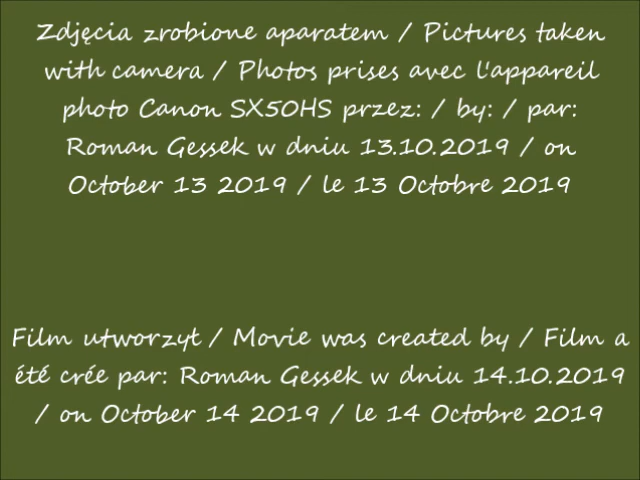 Zdjęcia zrobione aparatem / Pictures taken
with camera / Photos prises avec l'appareil
photo Canon SX50HS przez: / by: / par:
Roman Gessek w dniu 13.10.2019 / on
October 13 2019 / le 13 Octobre 2019
Film utworzył / Movie was created by / Film a
été crée par: Roman Gessek w dniu 14.10.2019
/ on October 14 2019 / le 14 Octobre 2019